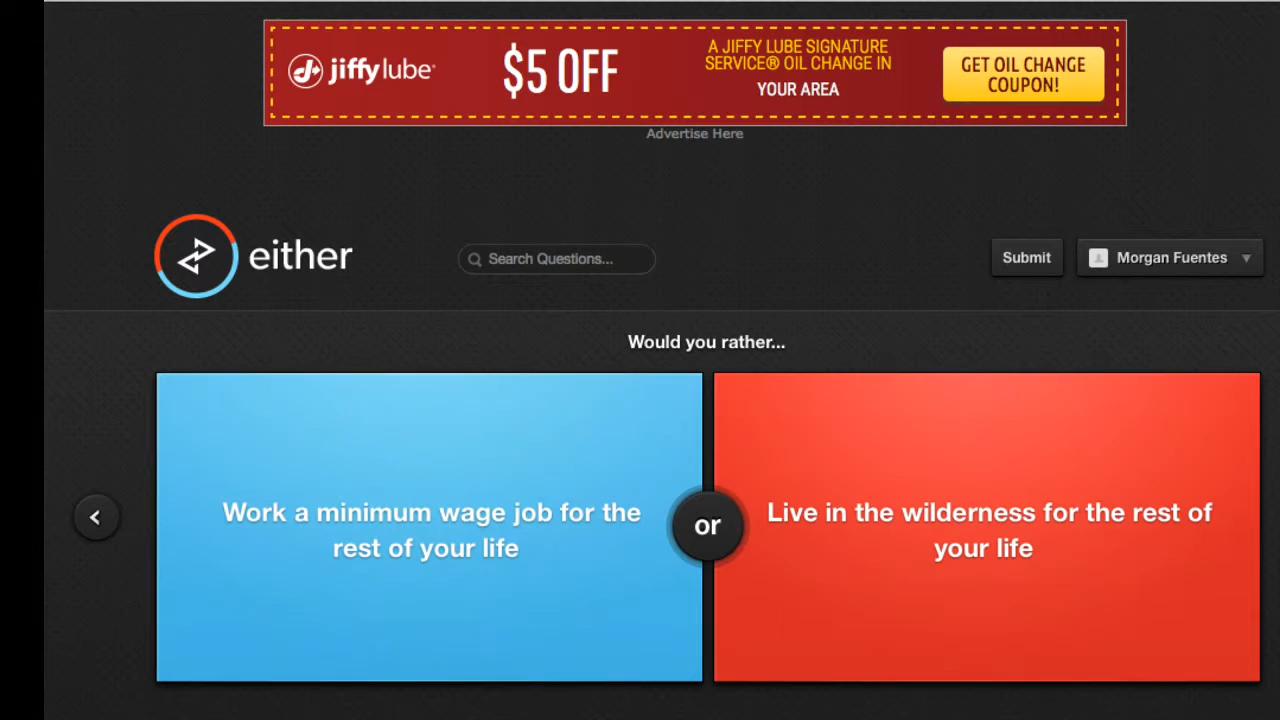 jiffy lube
$5 OFF
A JIFFY LUBE SIGNATURE
SERVICE® OIL CHANGE IN
YOUR AREA
GET OIL CHANGE
COUPON!
Advertise Here
either
Search Questions...
Submit
Morgan Fuentes
Would you rather...
Work a minimum wage job for the
rest of your life
or
Live in the wilderness for the rest of
your life